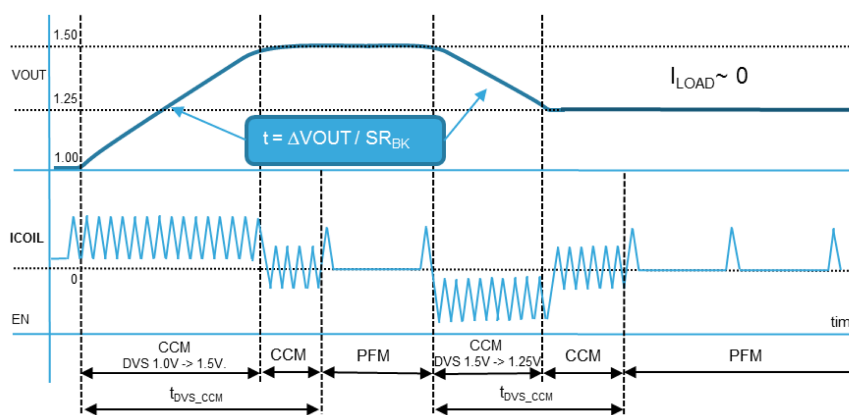 1.50
VOUT
I_LOAD ~ 0
1.25
t = ΔVOUT / SR_BK
1.00
ICOIL
0
EN
tim
CCM
DVS 1.0V -> 1.5V.
CCM
PFM
CCM
DVS 1.5V -> 1.25V
CCM
PFM
t_DVS_CCM
t_DVS_CCM